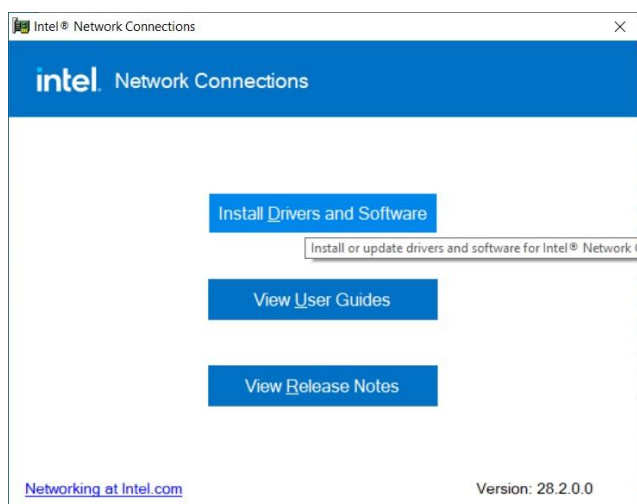 Intel® Network Connections
intel. Network Connections
Install Drivers and Software
Install or update drivers and software for Intel® Network
View User Guides
View Release Notes
Networking at Intel.com
Version: 28.2.0.0